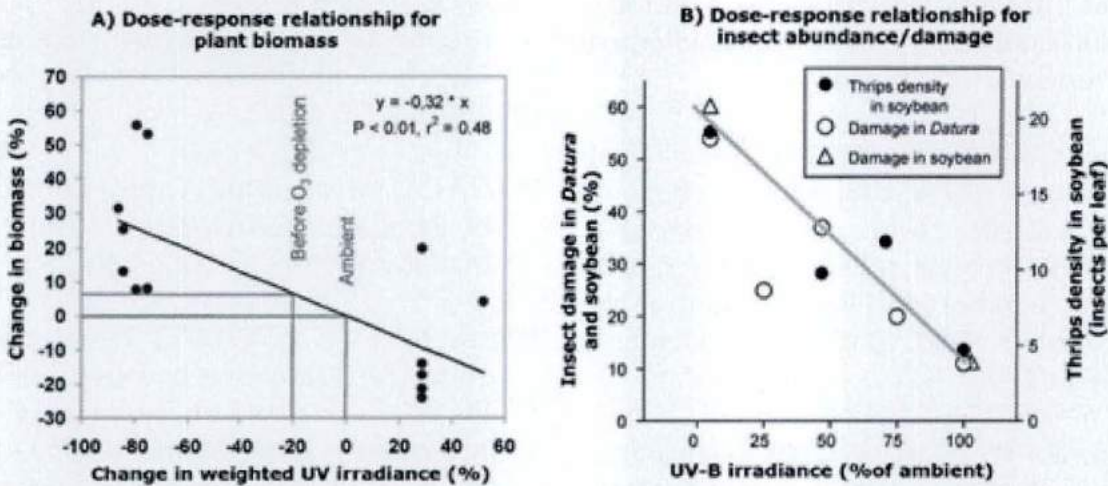 A) Dose-response relationship for
plant biomass
Change in biomass (%)
70
60
50
40
30
20
10
0
-10
-20
-30
y = -0,32 * x
P < 0.01, r² = 0.48
Before O₃ depletion
Ambient
-100 -80 -60 -40 -20 0 20 40 60
Change in weighted UV irradiance (%)
B) Dose-response relationship for
insect abundance/damage
Insect damage in Datura
and soybean (%)
60
50
40
30
20
10
0
Thrips density
in soybean
Damage in Datura
Damage in soybean
20
15
10
5
0
Thrips density in soybean
(insects per leaf)
0 25 50 75 100
UV-B irradiance (%of ambient)